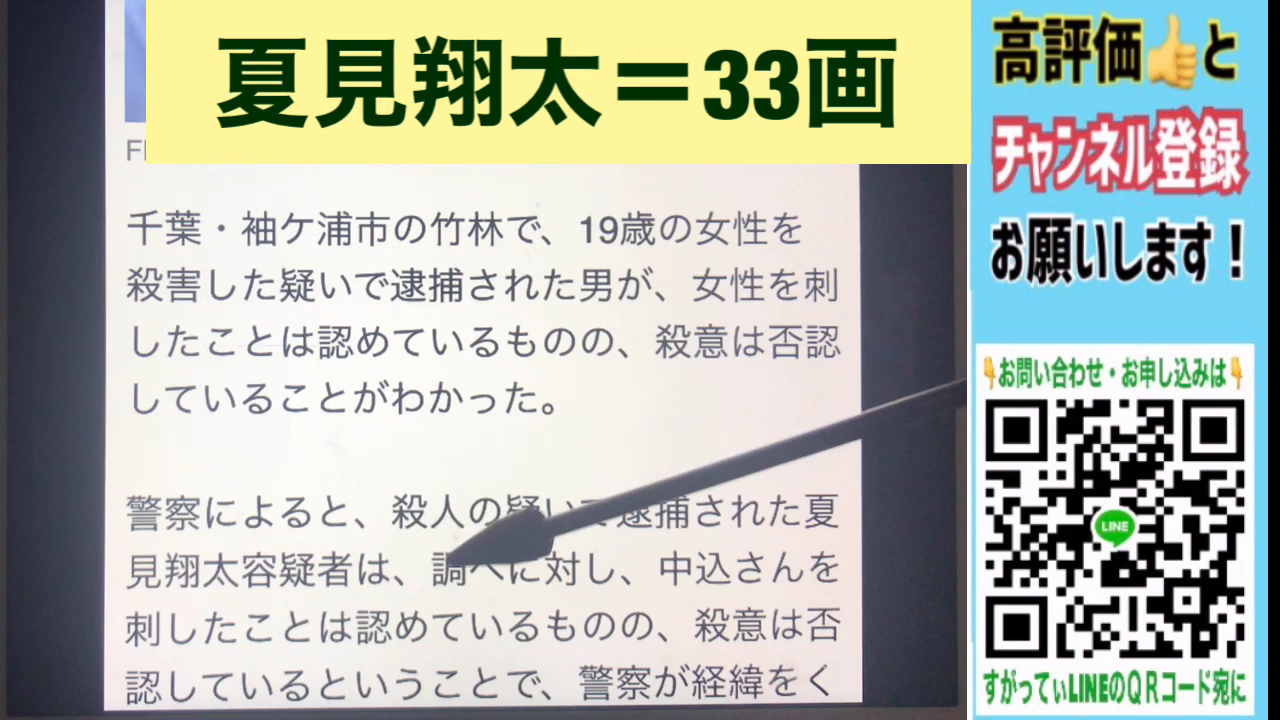 夏見翔太＝33画
千葉・袖ケ浦市の竹林で、19歳の女性を
殺害した疑いで逮捕された男が、女性を刺
したことは認めているものの、殺意は否認
していることがわかった。
警察によると、殺人の疑いで逮捕された夏
見翔太容疑者は、調べに対し、中込さんを
刺したことは認めているものの、殺意は否
認しているということで、警察が経緯をく
高評価👍と
チャンネル登録
お願いします！
👇お問い合わせ・お申し込みは👇
LINE
すがってぃLINEのQRコード宛に